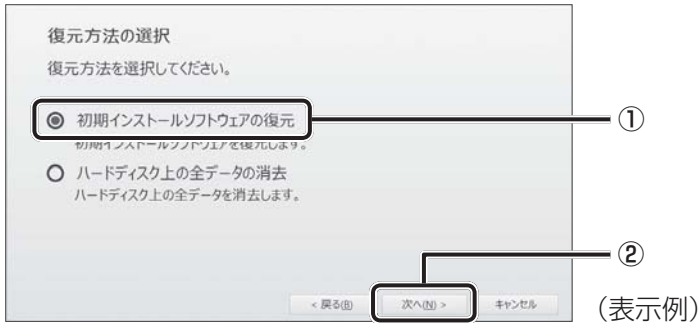 復元方法の選択
復元方法を選択してください。
初期インストールソフトウェアの復元
初期インストールソフトウェアを復元します。
ハードディスク上の全データの消去
ハードディスク上の全データを消去します。
①
②
< 戻る(B)
次へ(N) >
キャンセル
(表示例)